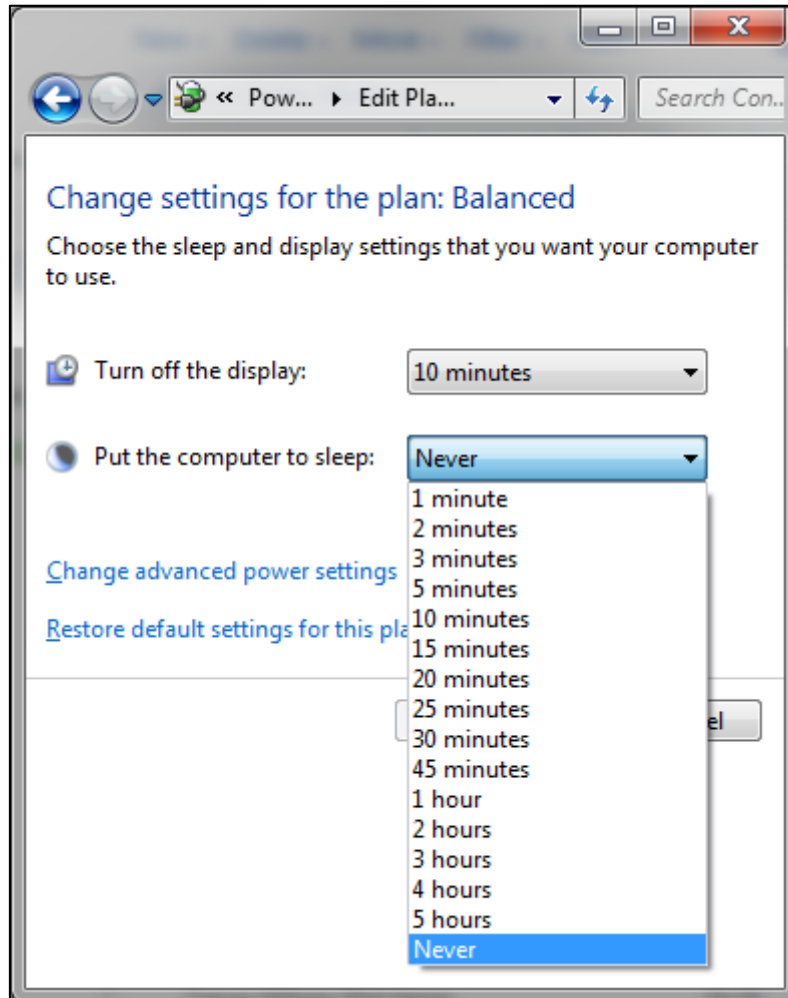 « Pow... Edit Pla... Search Con..
Change settings for the plan: Balanced
Choose the sleep and display settings that you want your computer
to use.
Turn off the display: 10 minutes
Put the computer to sleep: Never
1 minute
2 minutes
3 minutes
5 minutes
Change advanced power settings
10 minutes
Restore default settings for this pla
15 minutes
20 minutes
25 minutes
30 minutes
el
45 minutes
1 hour
2 hours
3 hours
4 hours
5 hours
Never